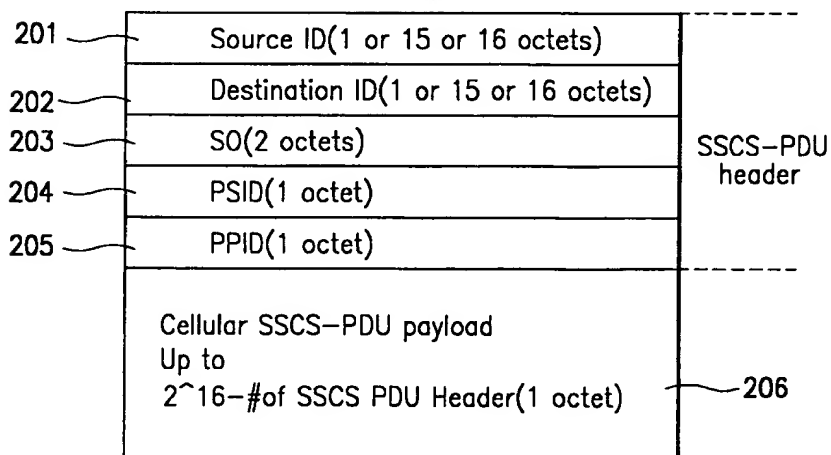 201
Source ID(1 or 15 or 16 octets)
202
Destination ID(1 or 15 or 16 octets)
203
SO(2 octets)
204
PSID(1 octet)
205
PPID(1 octet)
SSCS-PDU
header
Cellular SSCS-PDU payload
Up to
2^16-#of SSCS PDU Header(1 octet)
206